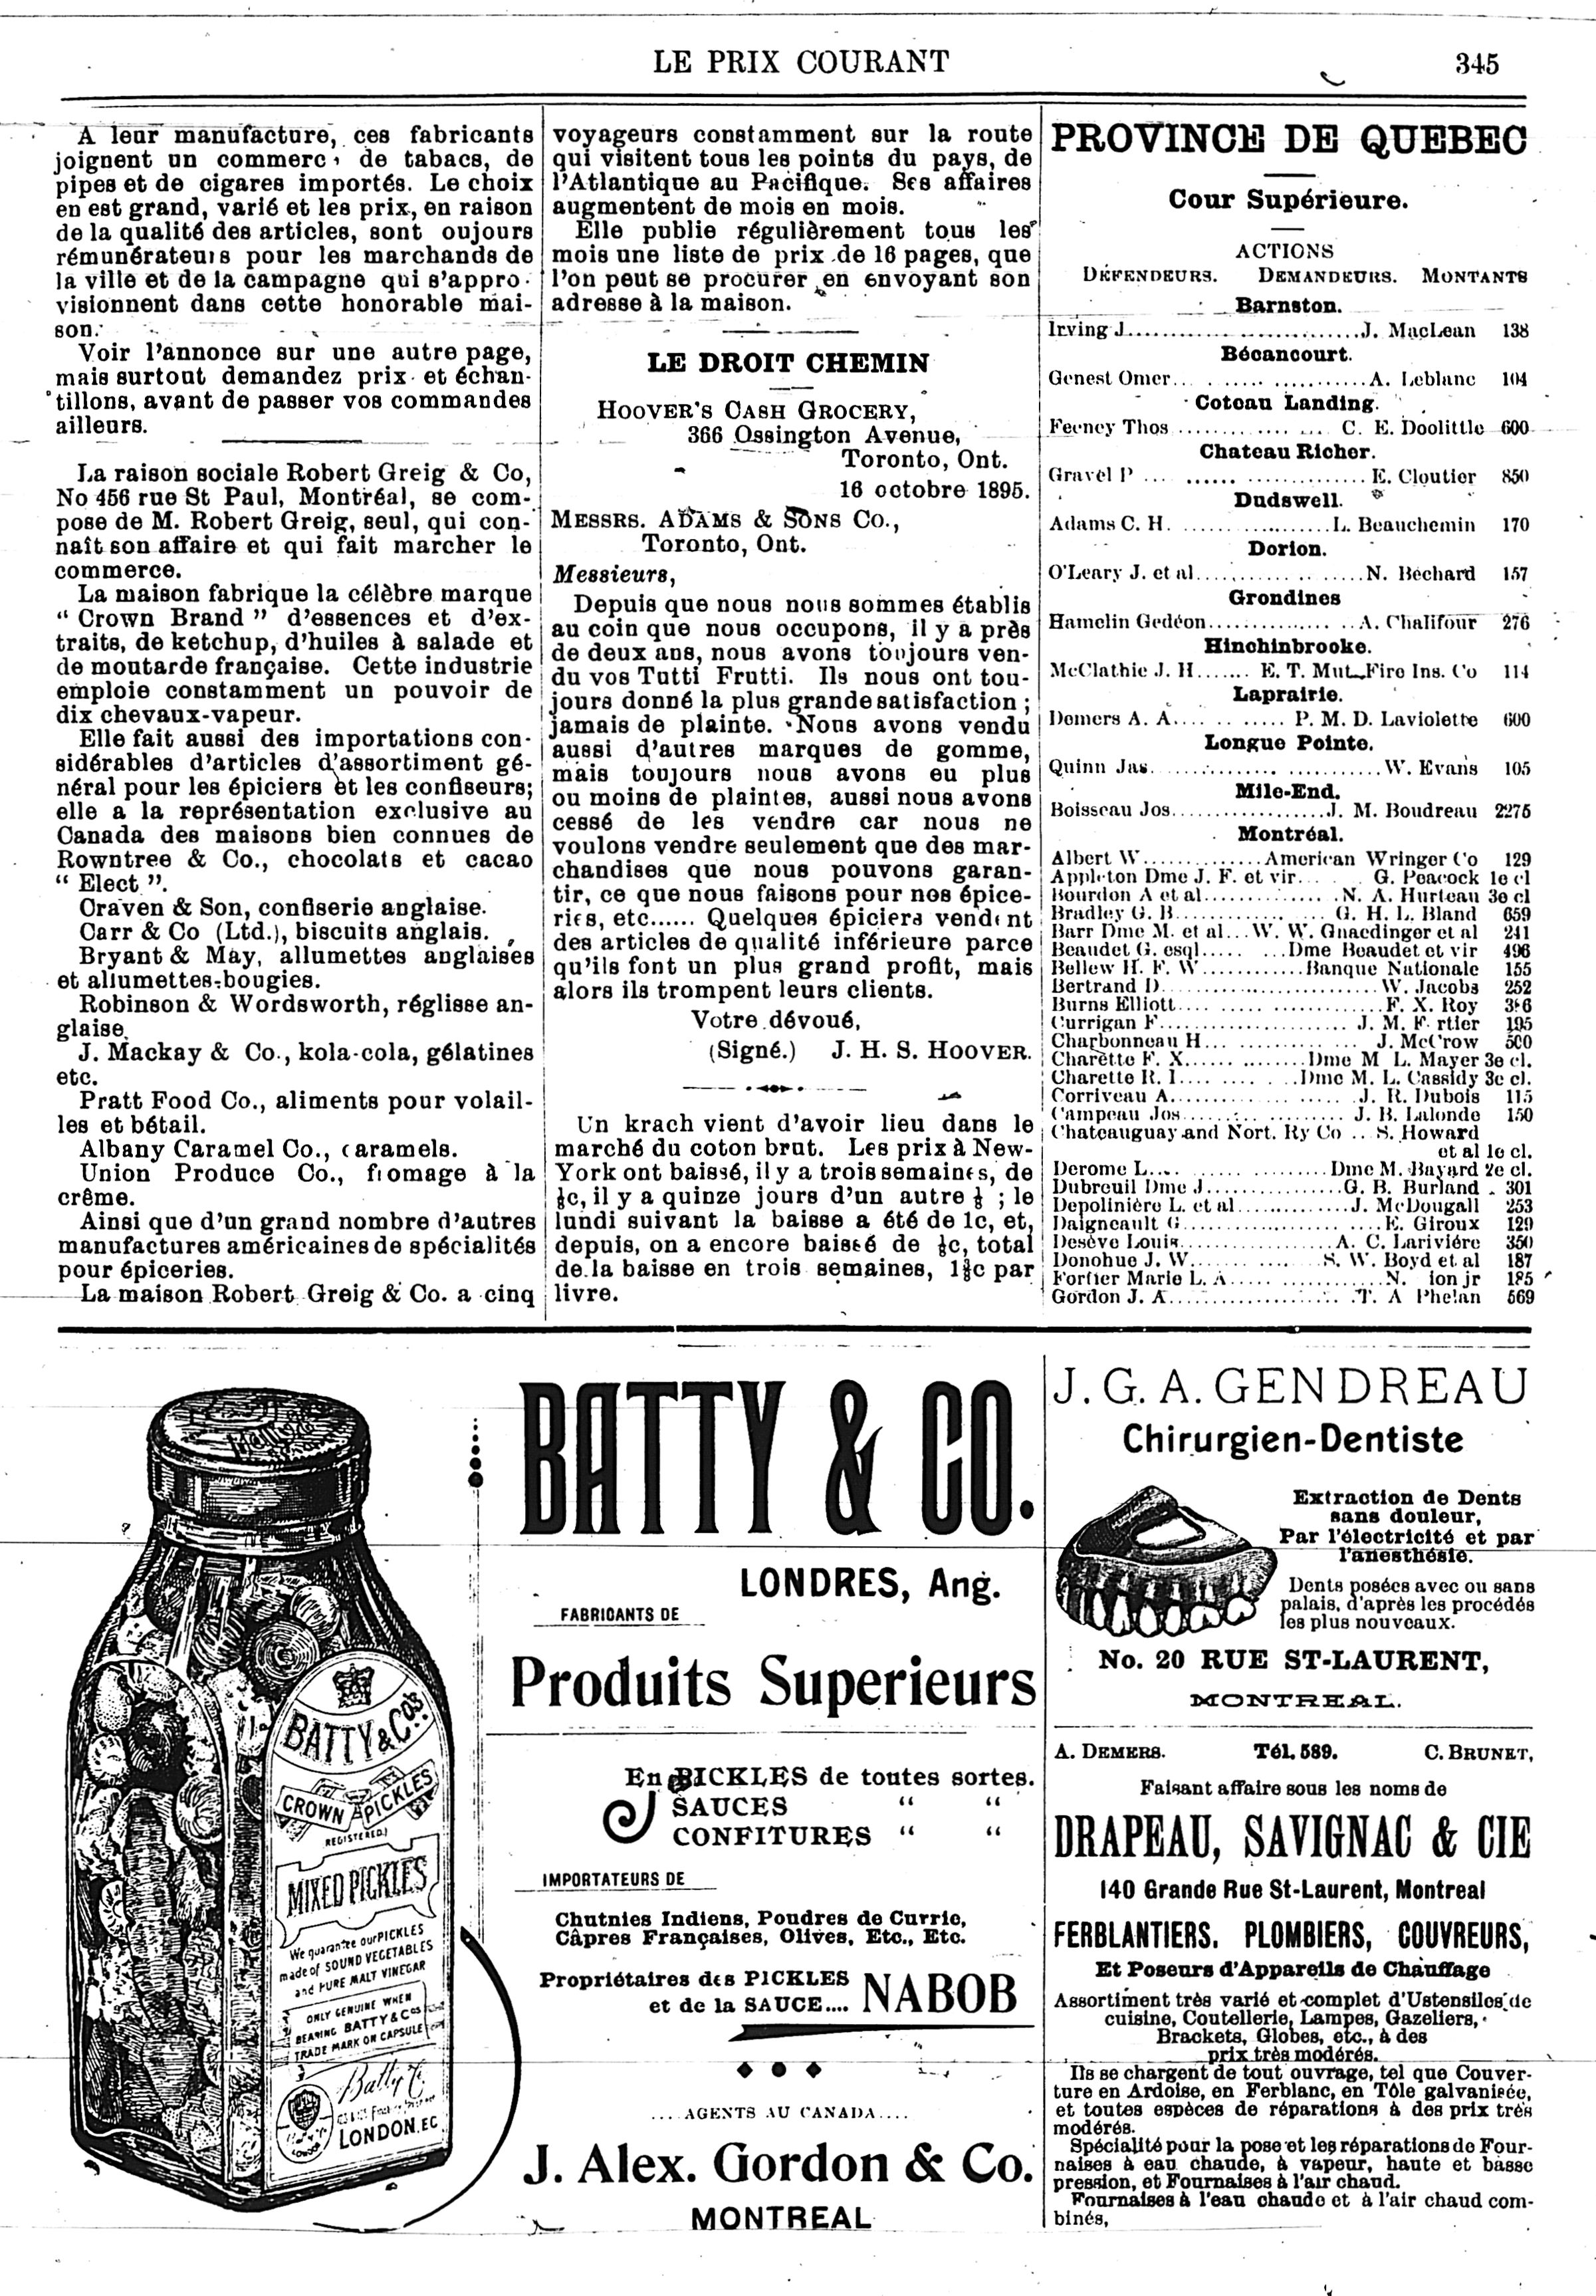 LE PRIX COURANT
345
A leur manufacture, ces fabricants
joignent un commerc de tabacs, de
pipes et de cigares importés. Le choix
en est grand, varié et les prix, en raison
de la qualité des articles, sont oujours
rémunérateurs pour les marchands de
la ville et de la campagne qui s'appro-
visionnent dans cette honorable mai-
son.
Voir l'annonce sur une autre page,
mais surtout demandez prix et échan-
tillons, avant de passer vos commandes
ailleurs.
La raison sociale Robert Greig & Co,
No 456 rue St Paul, Montréal, se com-
pose de M. Robert Greig, seul, qui con-
naît son affaire et qui fait marcher le
commerce.
La maison fabrique la célèbre marque
“ Crown Brand ” d'essences et d'ex-
traits, de ketchup, d'huiles à salade et
de moutarde française. Cette industrie
emploie constamment un pouvoir de
dix chevaux-vapeur.
Elle fait aussi des importations con-
sidérables d'articles d'assortiment gé-
néral pour les épiciers et les confiseurs;
elle a la représentation exclusive au
Canada des maisons bien connues de
Rowntree & Co., chocolats et cacao
“ Elect ”.
Craven & Son, confiserie anglaise.
Carr & Co (Ltd.), biscuits anglais.
Bryant & May, allumettes anglaises
et allumettes-bougies.
Robinson & Wordsworth, réglisse an-
glaise.
J. Mackay & Co., kola-cola, gélatines
etc.
Pratt Food Co., aliments pour volail-
les et bétail.
Albany Caramel Co., caramels.
Union Produce Co., fromage à la
crême.
Ainsi que d'un grand nombre d'autres
manufactures américaines de spécialités
pour épiceries.
La maison Robert Greig & Co. a cinq
voyageurs constamment sur la route
qui visitent tous les points du pays, de
l'Atlantique au Pacifique. Ses affaires
augmentent de mois en mois.
Elle publie régulièrement tous les
mois une liste de prix de 16 pages, que
l'on peut se procurer en envoyant son
adresse à la maison.
LE DROIT CHEMIN
HOOVER'S CASH GROCERY,
366 Ossington Avenue,
Toronto, Ont.
16 octobre 1895.
MESSRS. ADAMS & SONS CO.,
Toronto, Ont.
Messieurs,
Depuis que nous nous sommes établis
au coin que nous occupons, il y a près
de deux ans, nous avons toujours ven-
du vos Tutti Frutti. Ils nous ont tou-
jours donné la plus grande satisfaction ;
jamais de plainte. Nous avons vendu
aussi d'autres marques de gomme,
mais toujours nous avons eu plus
ou moins de plaintes, aussi nous avons
cessé de les vendre car nous ne
voulons vendre seulement que des mar-
chandises que nous pouvons garan-
tir, ce que nous faisons pour nos épice-
ries, etc...... Quelques épiciers vendent
des articles de qualité inférieure parce
qu'ils font un plus grand profit, mais
alors ils trompent leurs clients.
Votre dévoué,
(Signé.) J. H. S. HOOVER.
Un krach vient d'avoir lieu dans le
marché du coton brut. Les prix à New-
York ont baissé, il y a trois semaines, de
c, il y a quinze jours d'un autre ; le
lundi suivant la baisse a été de 1c, et,
depuis, on a encore baissé de c, total
de la baisse en trois semaines, par
livre.
PROVINCE DE QUEBEC
Cour Supérieure.
ACTIONS
DÉFENDEURS. DEMANDEURS. MONTANTS
Barnston.
Irving J. J. MacLean 138
Bécancourt.
Genest Omer A. Leblanc 104
Coteau Landing.
Feeney Thos C. E. Doolittle 600
Chateau Richer.
Gravel P E. Cloutier 850
Dudswell.
Adams C. H. L. Beauchemin 170
Dorion.
O'Leary J. et al N. Béchard 157
Grondines
Hamelin Gedéon A. Chalifour 276
Hinchinbrooke.
McClathie J. H. E. T. Mut. Fire Ins. Co 114
Laprairie.
Demers A. A. P. M. D. Laviolette 600
Longue Pointe.
Quinn Jas. W. Evans 105
Mile-End.
Boisseau Jos. J. M. Boudreau 2275
Montréal.
Albert W. American Wringer Co 129
Appleton Dme J. F. et vir G. Peacock 1e cl
Bourdon A et al N. A. Hurteau 3e cl
Bradley G. B. G. H. L. Bland 659
Barr Dme M. et al W. W. Gnaedinger et al 241
Beaudet G. esql Dme Beaudet et vir 496
Bellew H. F. W Banque Nationale 155
Bertrand D. W. Jacobs 252
Burns Elliott F. X. Roy
Currigan F. J. M. F rtier 195
Charbonneau H. J. McCrow 500
Charette F. X. Dme M L. Mayer 3e cl.
Charette R. I. Dme M. L. Cassidy 3e cl.
Corriveau A. J. R. Dubois 115
Campeau Jos J. B. Lalonde 150
Chateauguay and Nort. Ry Co .. S. Howard
et al 1e cl.
Derome L. Dme M. Bayard 2e cl.
Dubreuil Dme J. G. B. Burland 301
Depolinière L. et al J. McDougall 253
Daigneault G. E. Giroux 129
Desève Louis A. C. Larivière 350
Donohue J. W. S. W. Boyd et al 187
Fortier Marie L. A. N. ion jr 185
Gordon J. A. T. A Phelan 569
BATTY & CO.
LONDRES, Ang.
FABRICANTS DE
Produits Superieurs
En PICKLES de toutes sortes.
SAUCES “ “
CONFITURES “ “
IMPORTATEURS DE
Chutnies Indiens, Poudres de Currie,
Câpres Françaises, Olives, Etc., Etc.
Propriétaires des PICKLES
et de la SAUCE.... NABOB
....AGENTS AU CANADA....
J. Alex. Gordon & Co.
MONTREAL
BATTY & Co's.
CROWN PICKLES
REGISTERED.
MIXED PICKLES
We guarantee our PICKLES
made of SOUND VEGETABLES
and PURE MALT VINEGAR
ONLY GENUINE WHEN
BEARING BATTY & Cos
TRADE MARK ON CAPSULE
Batty
LONDON.EC
J. G. A. GENDREAU
Chirurgien-Dentiste
Extraction de Dents
sans douleur,
Par l'électricité et par
l'anesthésie.
Dents posées avec ou sans
palais, d'après les procédés
les plus nouveaux.
No. 20 RUE ST-LAURENT,
MONTREAL.
A. DEMERS. Tél. 589. C. BRUNET,
Faisant affaire sous les noms de
DRAPEAU, SAVIGNAC & CIE
140 Grande Rue St-Laurent, Montreal
FERBLANTIERS. PLOMBIERS, COUVREURS,
Et Poseurs d'Appareils de Chauffage
Assortiment très varié et complet d'Ustensiles de
cuisine, Coutellerie, Lampes, Gazeliers,
Brackets, Globes, etc., à des
prix très modérés.
Ils se chargent de tout ouvrage, tel que Couver-
ture en Ardoise, en Ferblanc, en Tôle galvanisée,
et toutes espèces de réparations à des prix très
modérés.
Spécialité pour la pose et les réparations de Four-
naises à eau chaude, à vapeur, haute et basse
pression, et Fournaises à l'air chaud.
Fournaises à l'eau chaude et à l'air chaud com-
binés,